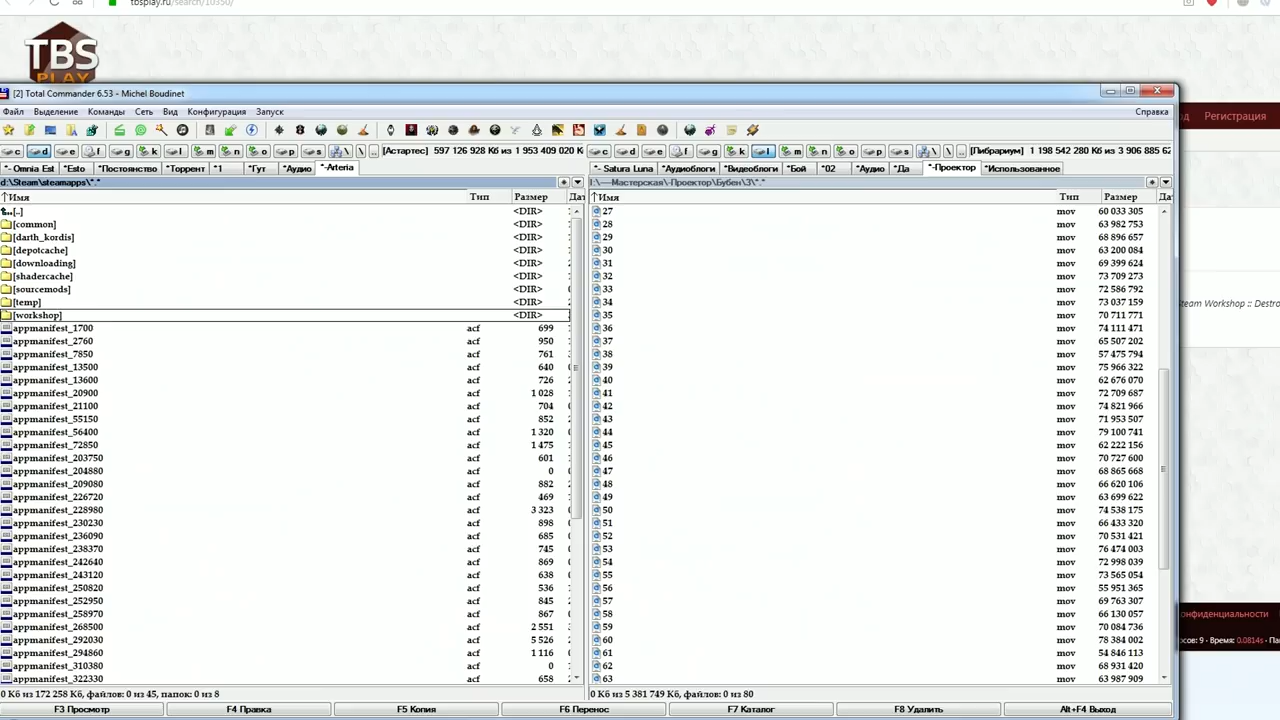 tbsplay.ru/search/10350/
TBS
PLAY
[2] Total Commander 6.53 - Michel Boudinet
Файл Выделение Команды Сеть Вид Конфигурация Запуск Справка
c d e f g k l m n o p s \ .. [Астартес] 597 126 928 Кб из 1 953 409 020 К c d e f g k l m n o p s \ .. [Либрариум] 1 198 542 280 Кб из 3 906 885 62
*- Omnia Est *Esto *Постоянство *Торрент *1 *Гут *Аудио *-Arteria *- Satura Luna *Аудиоблоги *Видеоблоги *Бой *02 *Аудио *Да *-Проектор *Использованное
d:\Steam\steamapps\*.* l:\----Мастерская\-Проектор\Бубен\3\*.*
Имя Тип Размер Дат Имя Тип Размер Дат
[..] <DIR> 27 mov 60 033 305
[common] <DIR> 28 mov 63 982 753
[darth_kordis] <DIR> 29 mov 68 896 657
[depotcache] <DIR> 30 mov 63 200 084
[downloading] <DIR> 31 mov 69 399 624
[shadercache] <DIR> 32 mov 73 709 273
[sourcemods] <DIR> 33 mov 72 586 792
[temp] <DIR> 34 mov 73 037 159
[workshop] <DIR> 35 mov 70 711 771
appmanifest_1700 acf 699 36 mov 74 111 471
appmanifest_2760 acf 950 37 mov 65 507 202
appmanifest_7850 acf 761 38 mov 57 475 794
appmanifest_13500 acf 640 39 mov 75 966 322
appmanifest_13600 acf 726 40 mov 62 676 070
appmanifest_20900 acf 1 028 41 mov 72 709 687
appmanifest_21100 acf 704 42 mov 74 821 966
appmanifest_55150 acf 852 43 mov 71 953 507
appmanifest_56400 acf 1 320 44 mov 79 100 741
appmanifest_72850 acf 1 475 45 mov 62 222 156
appmanifest_203750 acf 601 46 mov 70 727 600
appmanifest_204880 acf 0 47 mov 68 865 668
appmanifest_209080 acf 882 48 mov 66 620 106
appmanifest_226720 acf 469 49 mov 63 699 622
appmanifest_228980 acf 3 323 50 mov 74 538 175
appmanifest_230230 acf 898 51 mov 66 433 320
appmanifest_236090 acf 685 52 mov 70 531 421
appmanifest_238370 acf 745 53 mov 76 474 003
appmanifest_242640 acf 869 54 mov 72 998 039
appmanifest_243120 acf 638 55 mov 73 565 054
appmanifest_250820 acf 536 56 mov 55 951 365
appmanifest_252950 acf 845 57 mov 69 763 307
appmanifest_258970 acf 867 58 mov 66 130 057
appmanifest_268500 acf 2 551 59 mov 70 084 736
appmanifest_292030 acf 5 526 60 mov 78 384 002
appmanifest_294860 acf 1 116 61 mov 54 846 113
appmanifest_310380 acf 0 62 mov 68 931 420
appmanifest_322330 acf 658 63 mov 63 987 909
0 Кб из 172 258 Кб, файлов: 0 из 45, папок: 0 из 8 0 Кб из 5 381 749 Кб, файлов: 0 из 80
F3 Просмотр F4 Правка F5 Копия F6 Перенос F7 Каталог F8 Удалить Alt+F4 Выход
д Регистрация
Steam Workshop :: Destro
онфиденциальности
сов: 9 - Время: 0.0814s - Па